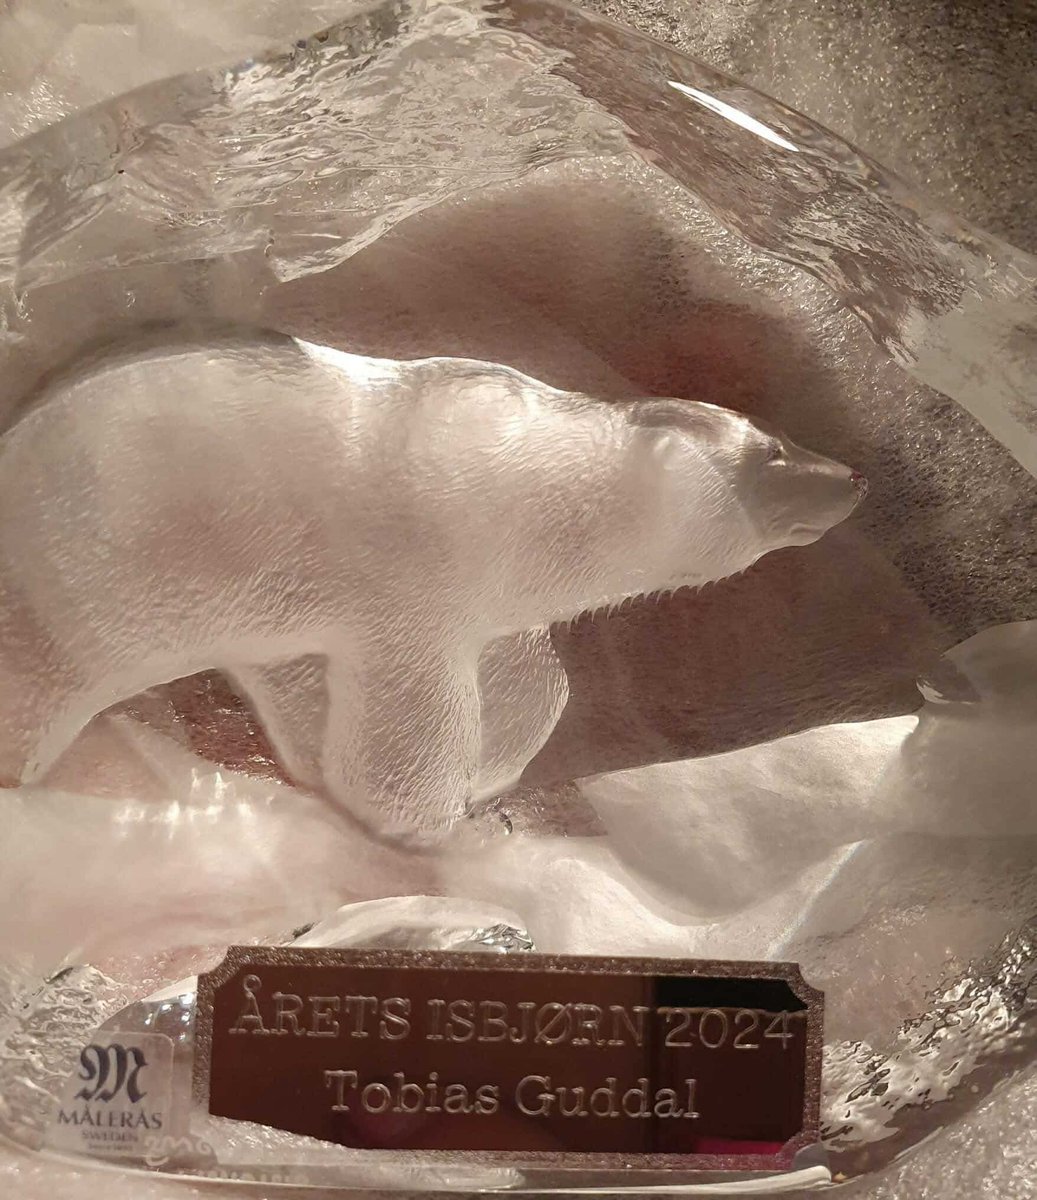 ÅRETS ISBJØRN 2024
Tobias Guddal
M
MÅLERÅS
SWEDEN